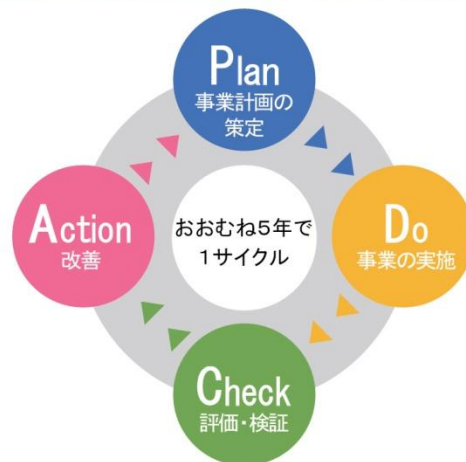 Plan
事業計画の
策定
Action
改善
おおむね5年で
1サイクル
Do
事業の実施
Check
評価・検証